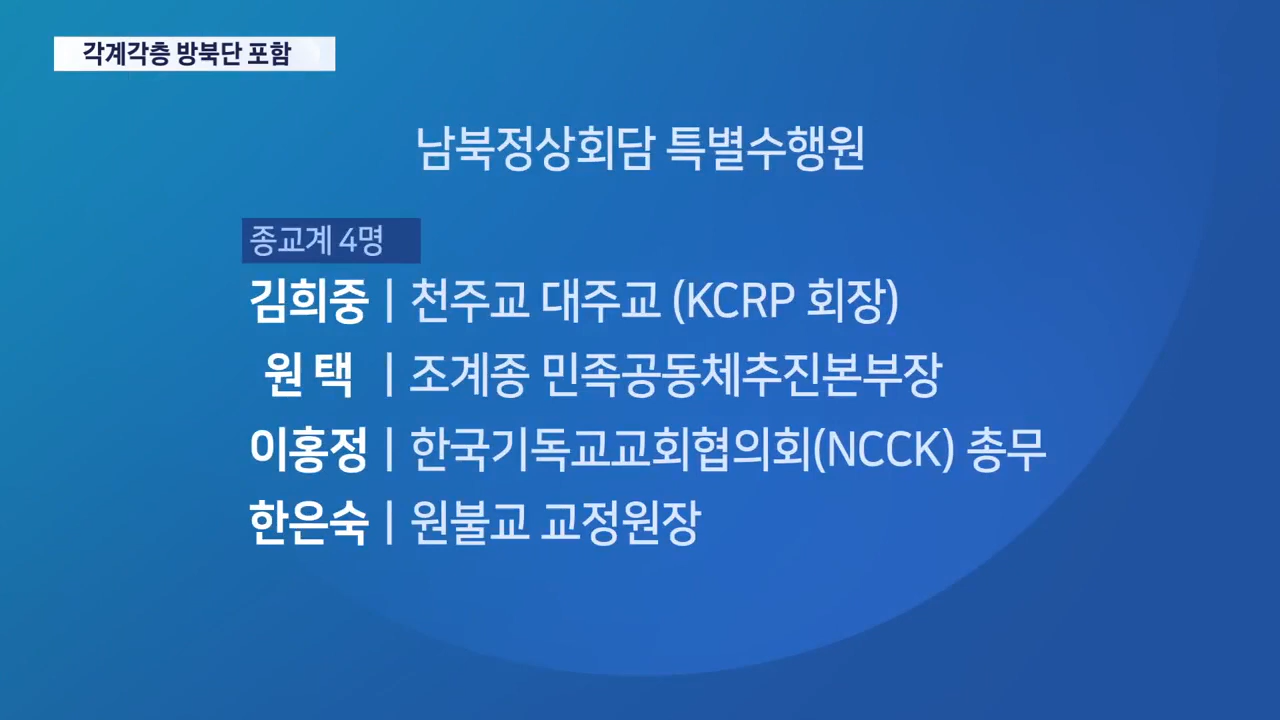 각계각층 방북단 포함
남북정상회담 특별수행원
종교계 4명
김희중 | 천주교 대주교 (KCRP 회장)
원 택 | 조계종 민족공동체추진본부장
이홍정 | 한국기독교교회협의회(NCCK) 총무
한은숙 | 원불교 교정원장